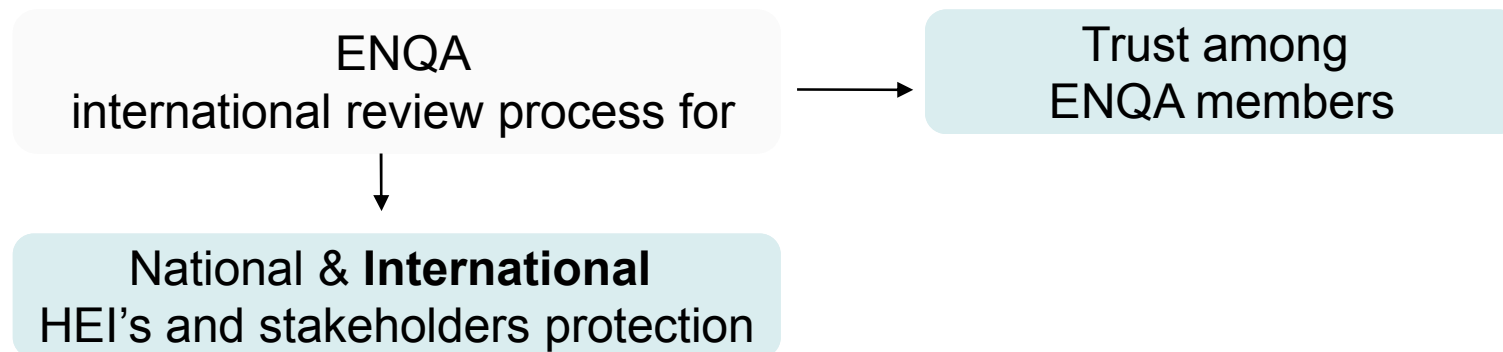 ENQA
international review process for
Trust among
ENQA members
National & International
HEI's and stakeholders protection